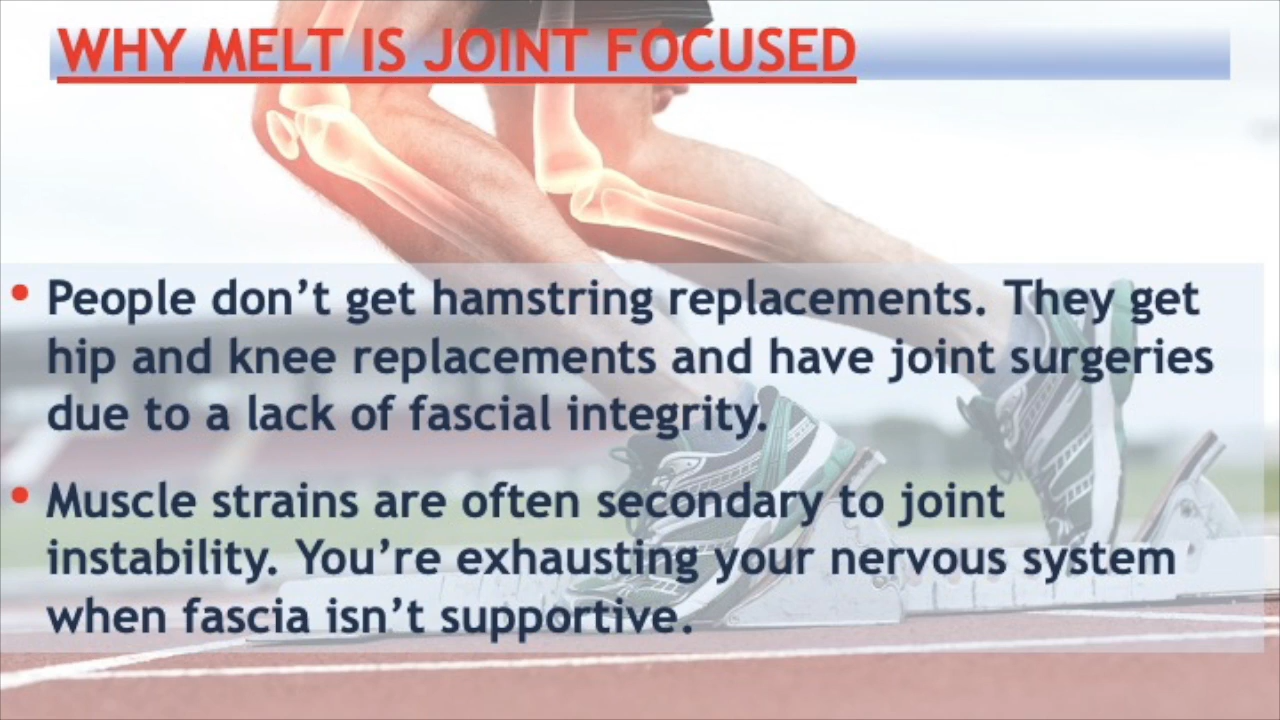 WHY MELT IS JOINT FOCUSED
• People don’t get hamstring replacements. They get
hip and knee replacements and have joint surgeries
due to a lack of fascial integrity.
• Muscle strains are often secondary to joint
instability. You’re exhausting your nervous system
when fascia isn’t supportive.